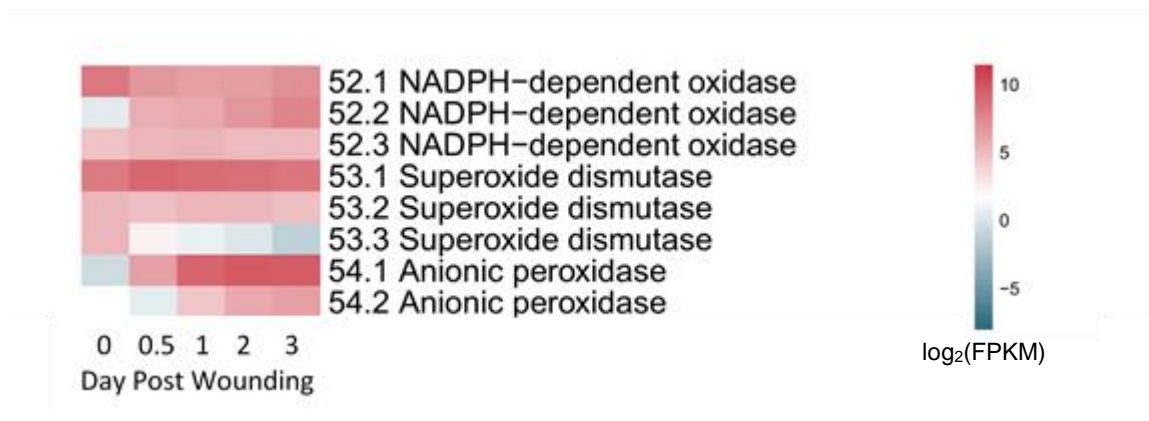 52.1 NADPH−dependent oxidase
52.2 NADPH−dependent oxidase
52.3 NADPH−dependent oxidase
53.1 Superoxide dismutase
53.2 Superoxide dismutase
53.3 Superoxide dismutase
54.1 Anionic peroxidase
54.2 Anionic peroxidase
0 0.5 1 2 3
Day Post Wounding
10
5
0
−5
log₂(FPKM)